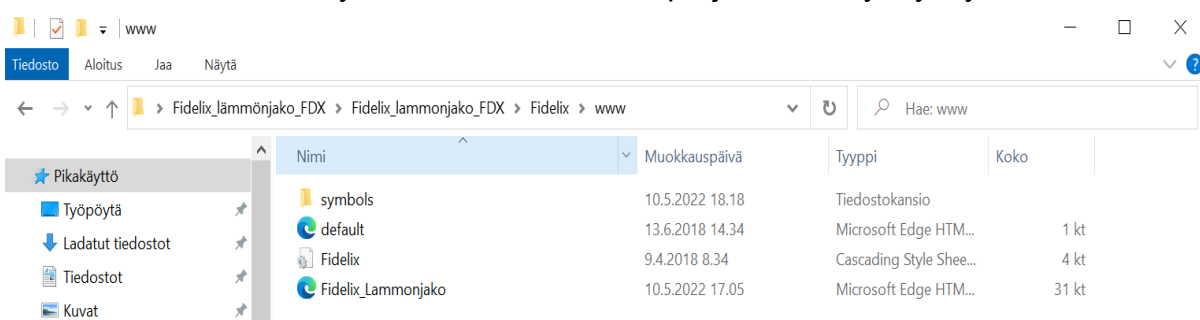 www
Tiedosto Aloitus Jaa Näytä
Fidelix_lämmönjako_FDX > Fidelix_lammonjako_FDX > Fidelix > www Hae: www
Nimi Muokkauspäivä Tyyppi Koko
Pikakäyttö
symbols 10.5.2022 18.18 Tiedostokansio
Työpöytä
default 13.6.2018 14.34 Microsoft Edge HTM... 1 kt
Ladatut tiedostot
Fidelix 9.4.2018 8.34 Cascading Style Shee... 4 kt
Tiedostot
Fidelix_Lammonjako 10.5.2022 17.05 Microsoft Edge HTM... 31 kt
Kuvat